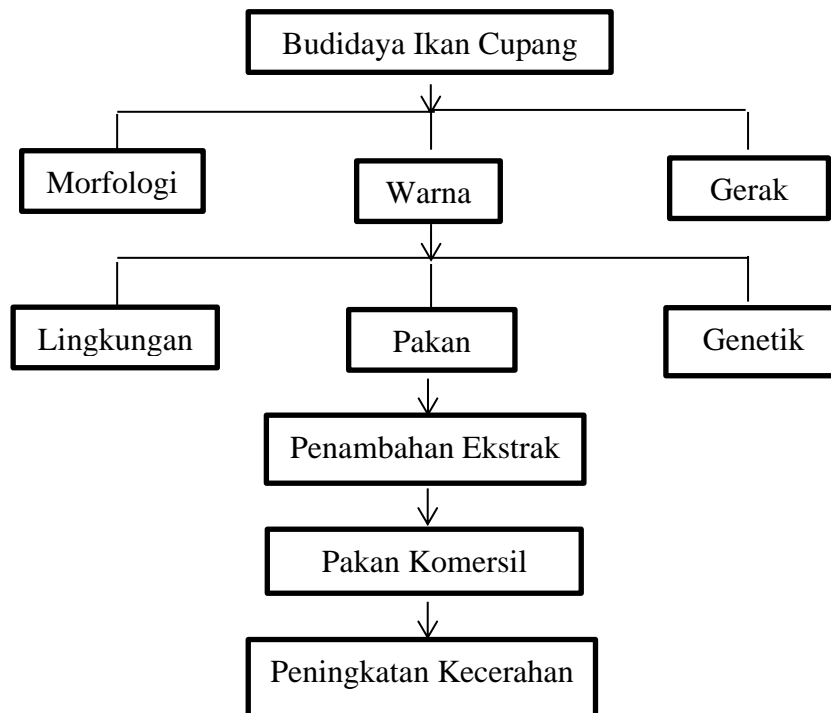 Budidaya Ikan Cupang
Morfologi
Warna
Gerak
Lingkungan
Pakan
Genetik
Penambahan Ekstrak
Pakan Komersil
Peningkatan Kecerahan